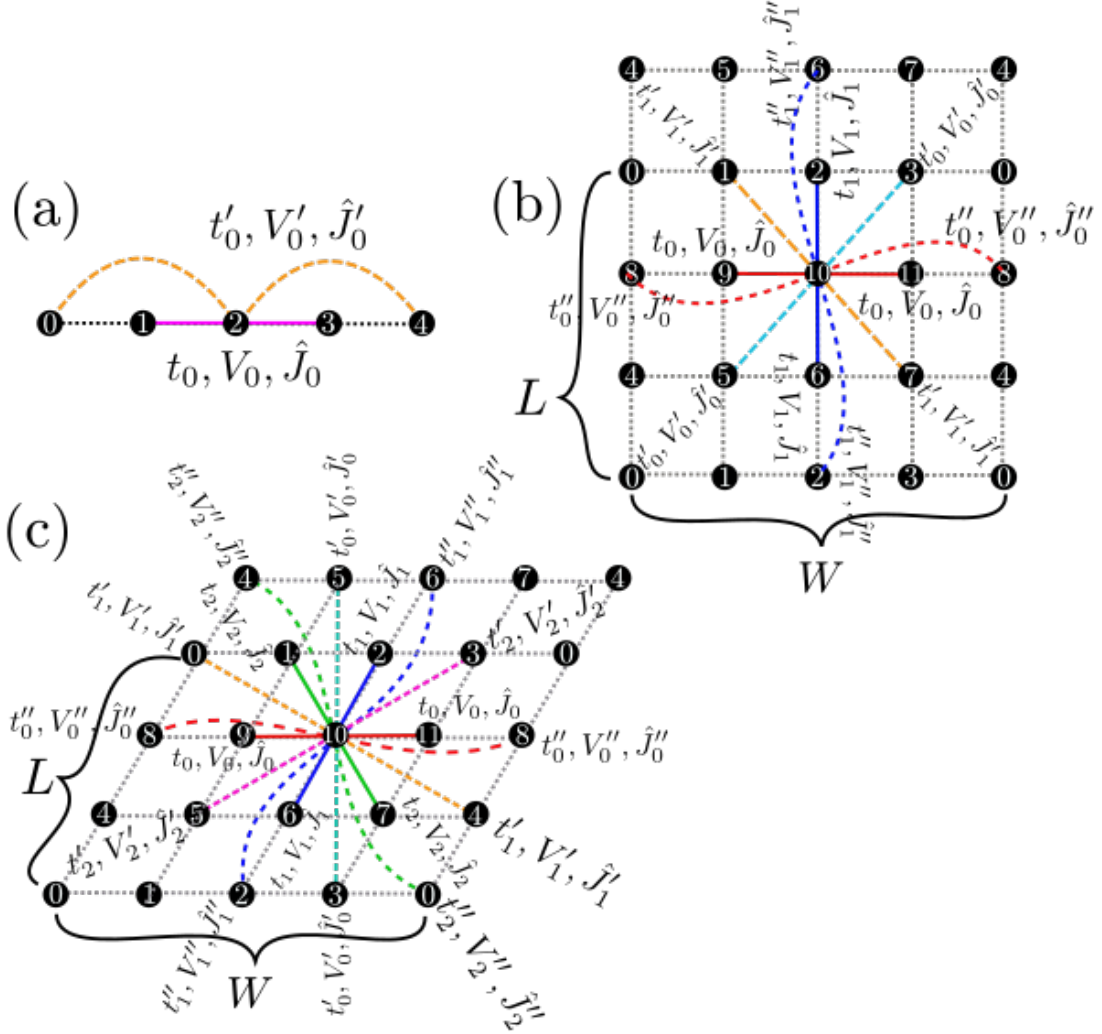 (a)
t′₀, V′₀, Ĵ′₀
0 1 2 3 4
t₀, V₀, Ĵ₀
(b)
t″₁, V″₁, Ĵ″₁
4 5 6 7 4
t′₁, V′₁, Ĵ′₁
t₁, V₁, Ĵ₁
t′₀, V′₀, Ĵ′₀
0 1 2 3 0
t₀, V₀, Ĵ₀
t″₀, V″₀, Ĵ″₀
8 9 10 11 8
t″₀, V″₀, Ĵ″₀
t₀, V₀, Ĵ₀
4 5 6 7 4
L
t′₀, V′₀, Ĵ′₀
t₁, V₁, Ĵ₁
t″₁, V″₁, Ĵ″₁
t′₁, V′₁, Ĵ′₁
0 1 2 3 0
W
(c)
t″₂, V″₂, Ĵ″₂
t′₀, V′₀, Ĵ′₀
t″₁, V″₁, Ĵ″₁
4 5 6 7 4
t′₁, V′₁, Ĵ′₁
t₂, V₂, Ĵ₂
t₁, V₁, Ĵ₁
t′₂, V′₂, Ĵ′₂
0 1 2 3 0
t″₀, V″₀, Ĵ″₀
t₀, V₀, Ĵ₀
8 9 10 11 8
t₀, V₀, Ĵ₀
t″₀, V″₀, Ĵ″₀
L
4 5 6 7 4
t′₂, V′₂, Ĵ′₂
t₁, V₁, Ĵ₁
t₂, V₂, Ĵ₂
t′₁, V′₁, Ĵ′₁
0 1 2 3 0
t″₁, V″₁, Ĵ″₁
t′₀, V′₀, Ĵ′₀
t″₂, V″₂, Ĵ″₂
W